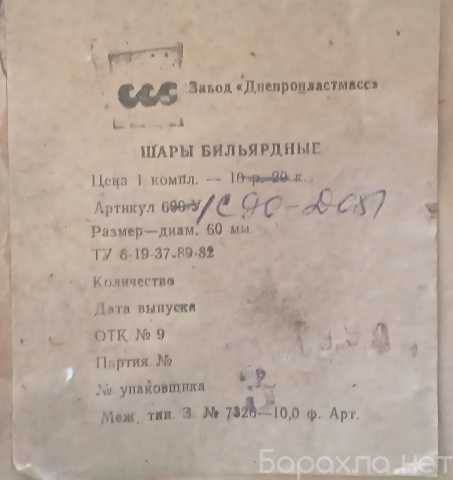 Завод «Днепропластмасс»
ШАРЫ БИЛЬЯРДНЫЕ
Цена 1 компл. — 10 р. 20 к.
Артикул
Размер—диам. 60 мм
ТУ 6-19-37-89-82
Количество
Дата выпуска
ОТК № 9
Партия №
№ упаковщика
Меж. тип. З. № 7326—10,0 ф. Арт.
Барахла.нет